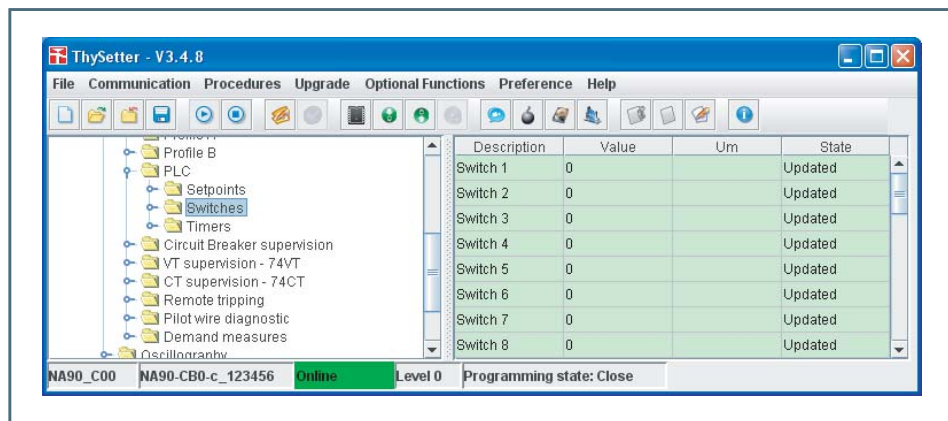 ThySetter - V3.4.8
File Communication Procedures Upgrade Optional Functions Preference Help
Profile B
PLC
Setpoints
Switches
Timers
Circuit Breaker supervision
VT supervision - 74VT
CT supervision - 74CT
Remote tripping
Pilot wire diagnostic
Demand measures
Oscillography
Description Value Um State
Switch 1 0 Updated
Switch 2 0 Updated
Switch 3 0 Updated
Switch 4 0 Updated
Switch 5 0 Updated
Switch 6 0 Updated
Switch 7 0 Updated
Switch 8 0 Updated
NA90_C00 NA90-CB0-c_123456 Online Level 0 Programming state: Close